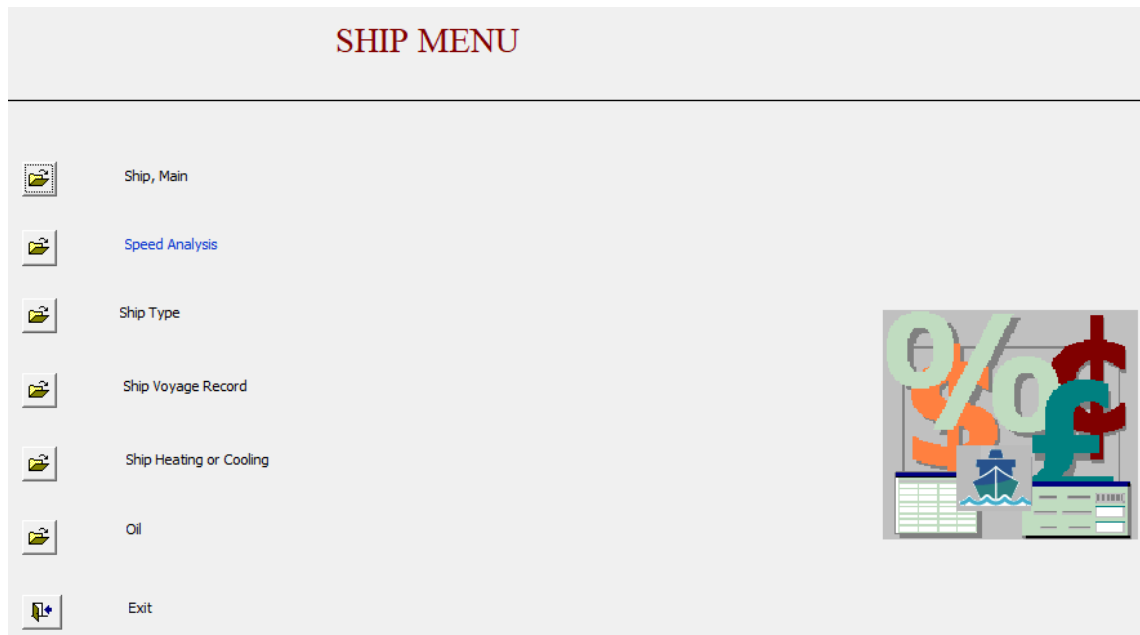 SHIP MENU
Ship, Main
Speed Analysis
Ship Type
Ship Voyage Record
Ship Heating or Cooling
Oil
Exit